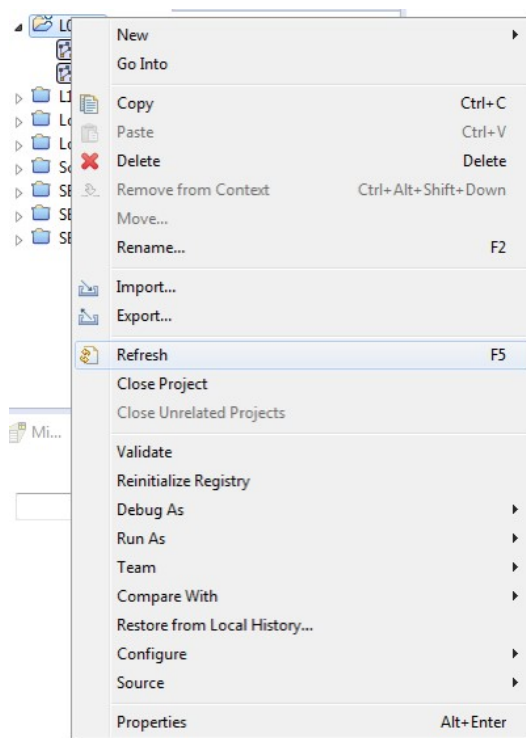 New
Go Into
Copy Ctrl+C
Paste Ctrl+V
Delete Delete
Remove from Context Ctrl+Alt+Shift+Down
Move...
Rename... F2
Import...
Export...
Refresh F5
Close Project
Close Unrelated Projects
Mi...
Validate
Reinitialize Registry
Debug As
Run As
Team
Compare With
Restore from Local History...
Configure
Source
Properties Alt+Enter